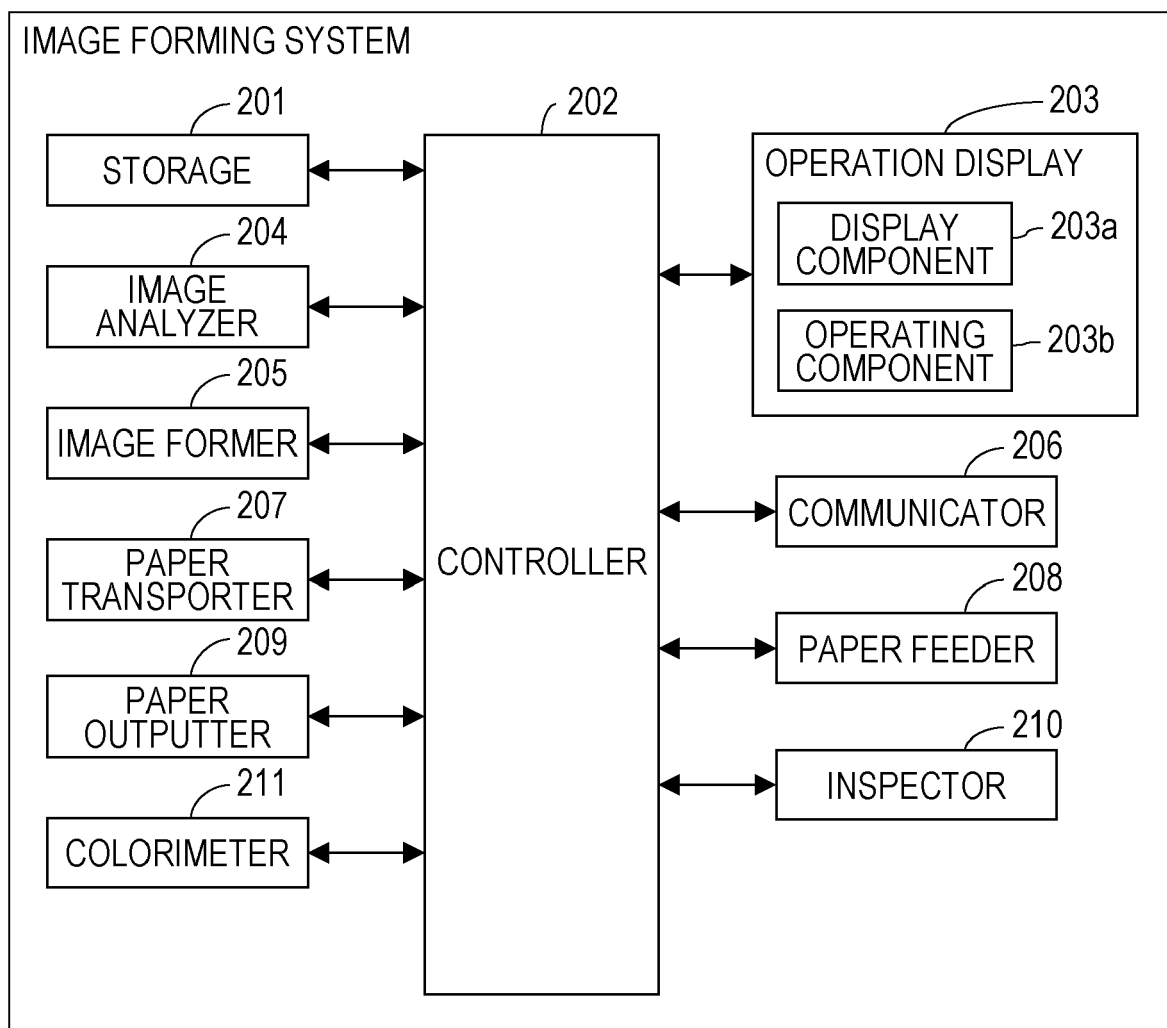 IMAGE FORMING SYSTEM
201
STORAGE
204
IMAGE
ANALYZER
205
IMAGE FORMER
207
PAPER
TRANSPORTER
209
PAPER
OUTPUTTER
211
COLORIMETER
202
CONTROLLER
203
OPERATION DISPLAY
DISPLAY
COMPONENT
203a
OPERATING
COMPONENT
203b
206
COMMUNICATOR
208
PAPER FEEDER
210
INSPECTOR